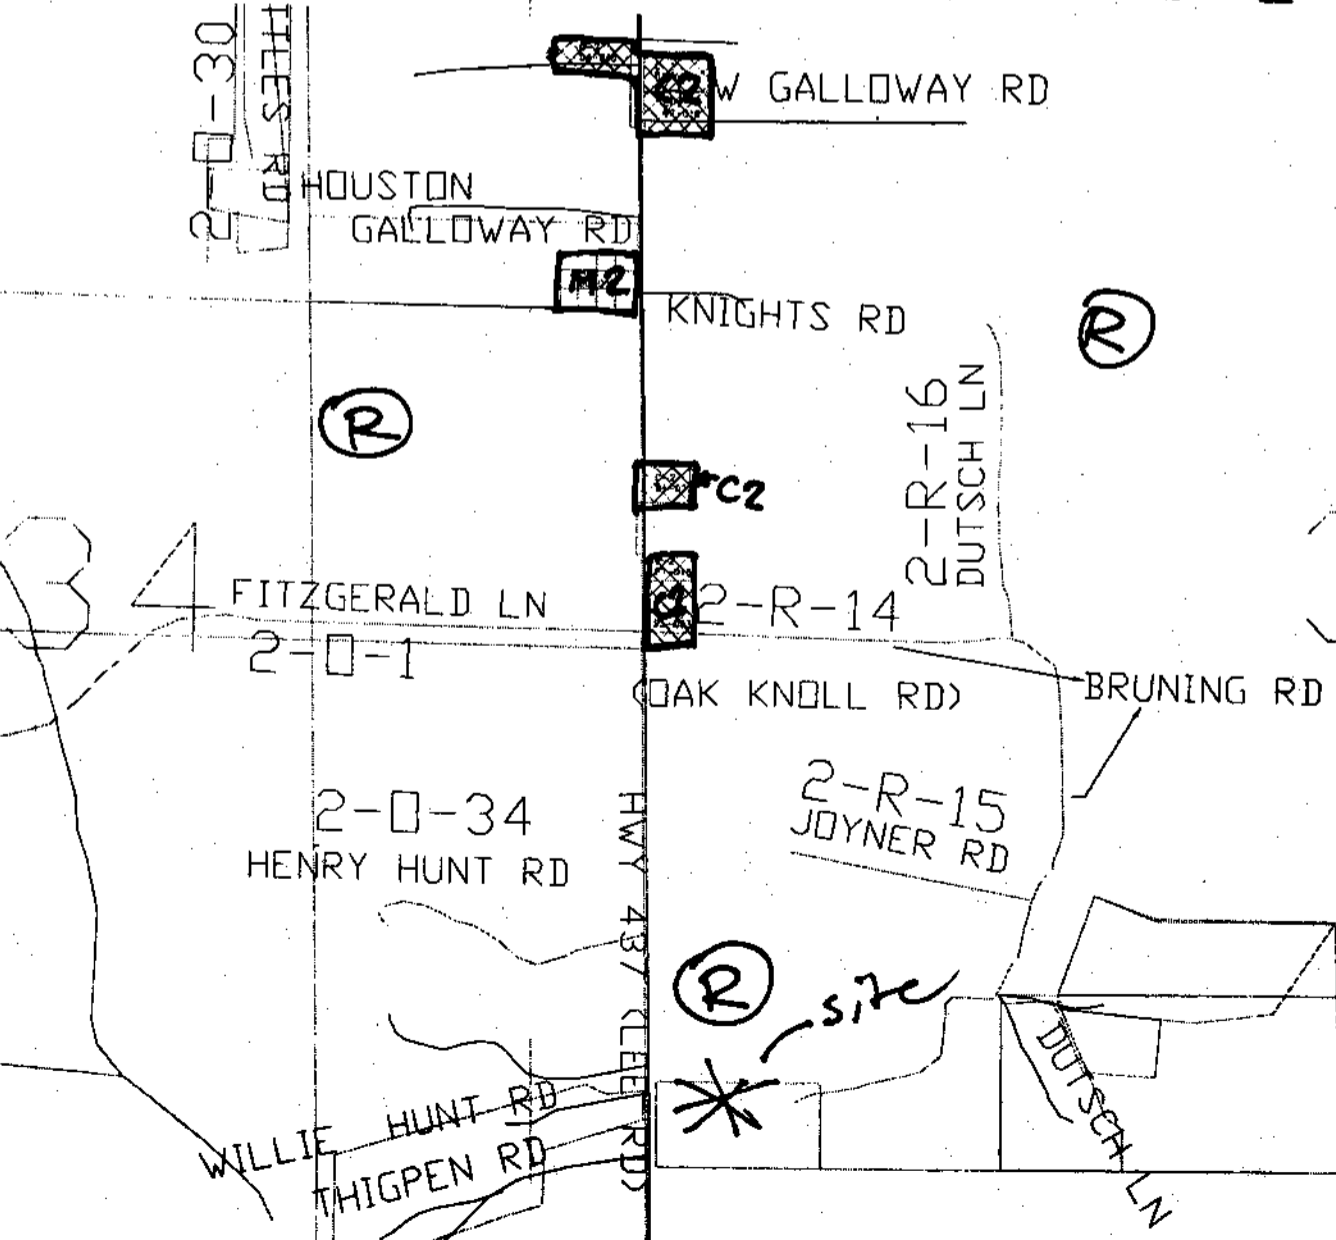 2-O-30
W GALLOWAY RD
C2
HOUSTON
GALLOWAY RD
M2
KNIGHTS RD
R
R
2-R-16
DUTSCH LN
C2
34
FITZGERALD LN
2-O-1
C2
2-R-14
(OAK KNOLL RD)
BRUNING RD
2-O-34
HENRY HUNT RD
HWY 437 (LEE RD)
2-R-15
JOYNER RD
R
site
DUTSCH LN
WILLIE HUNT RD
THIGPEN RD